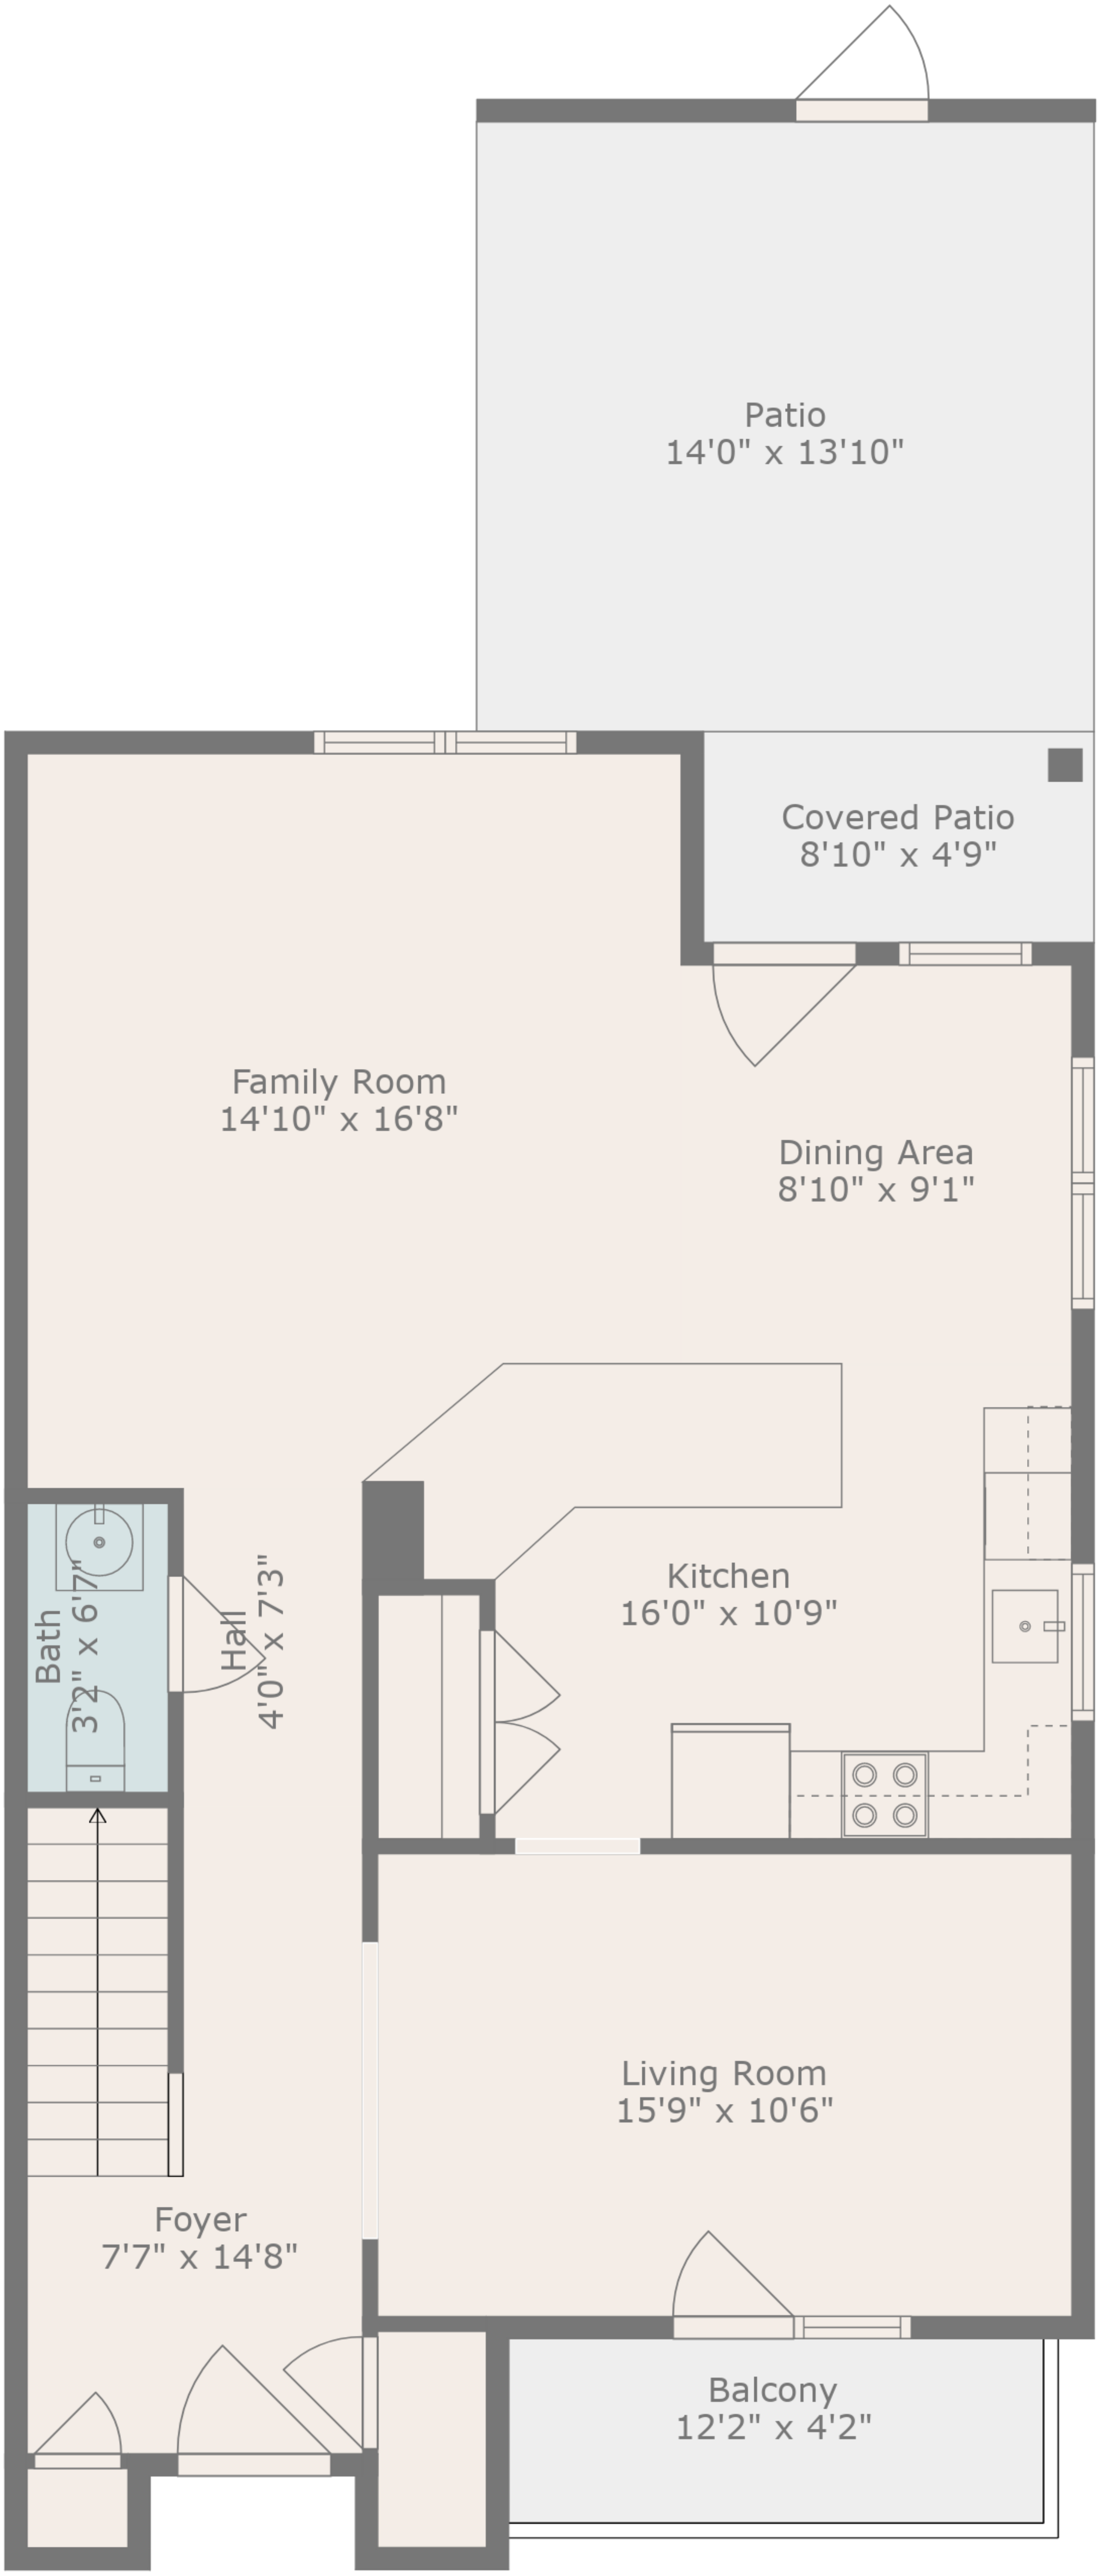 Patio
14'0" x 13'10"
Covered Patio
8'10" x 4'9"
Family Room
14'10" x 16'8"
Dining Area
8'10" x 9'1"
Kitchen
16'0" x 10'9"
Bath
3'2" x 6'7"
Hall
4'0" x 7'3"
Living Room
15'9" x 10'6"
Foyer
7'7" x 14'8"
Balcony
12'2" x 4'2"